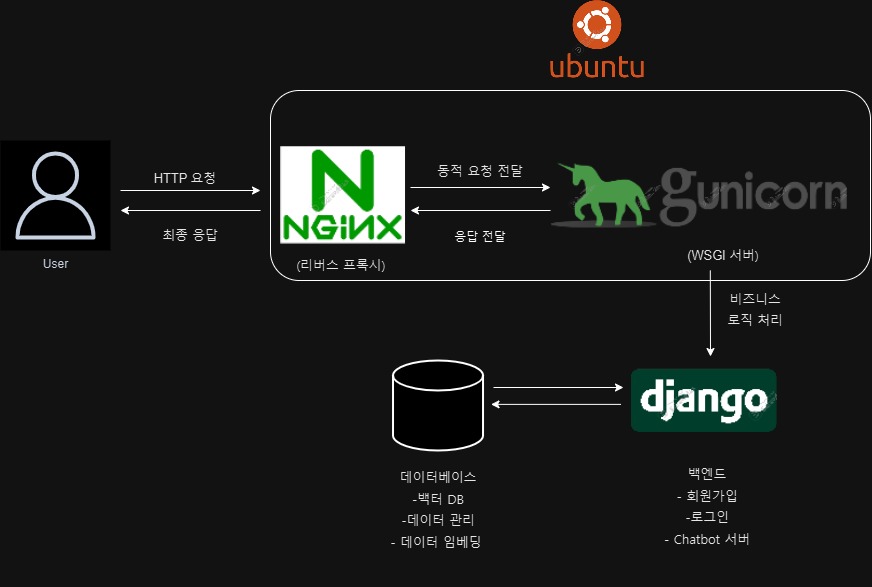 ubuntu
HTTP 요청
최종 응답
User
NGiNX
(리버스 프록시)
동적 요청 전달
응답 전달
gunicorn
(WSGI 서버)
비즈니스
로직 처리
django
데이터베이스
-백터 DB
-데이터 관리
- 데이터 임베딩
백엔드
- 회원가입
-로그인
- Chatbot 서버